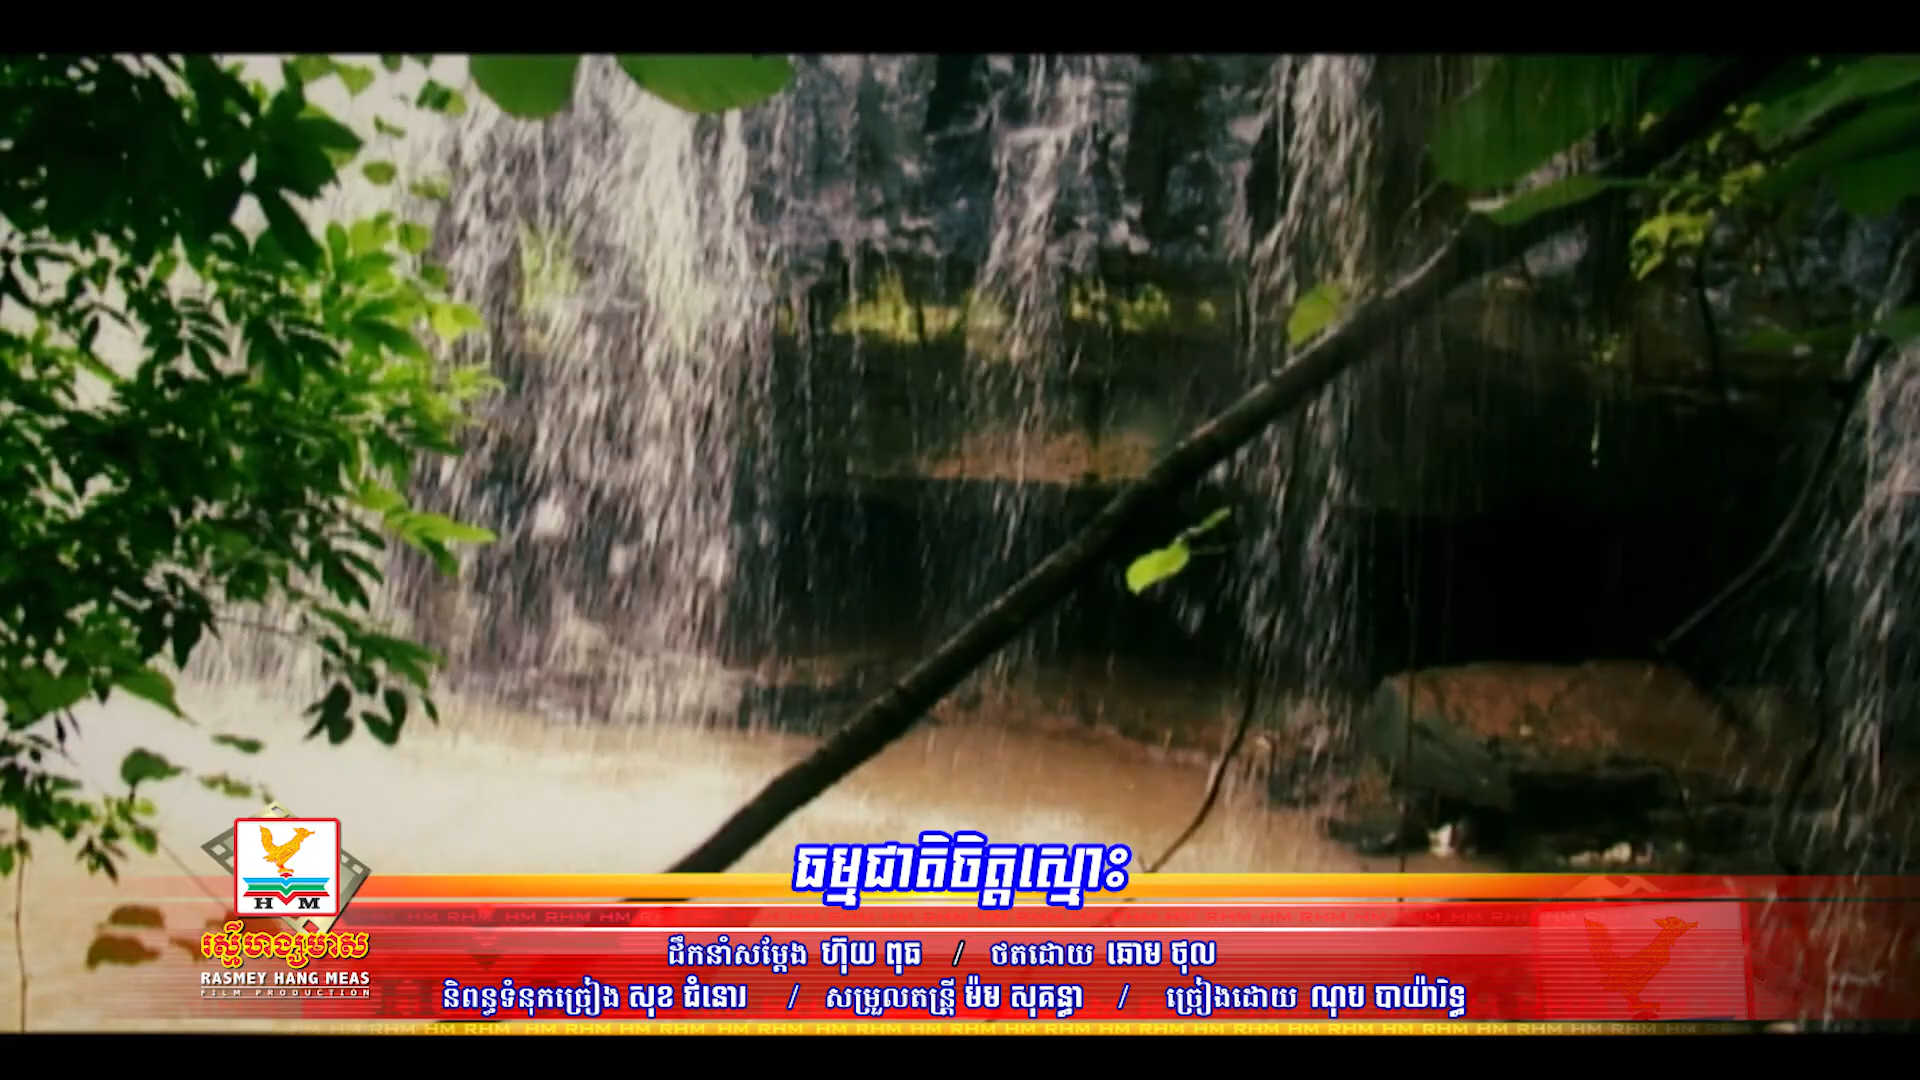 ធម្មជាតិចិត្តស្មោះ
HM
រស្មីហង្សមាស
RASMEY HANG MEAS
FILM PRODUCTION
ដឹកនាំសម្ដែង ហ៊ុយ ពុធ / ថតដោយ ឆោម ថុល
និពន្ធទំនុកច្រៀង សុខ ធំនោរ / សម្រួលតន្ត្រី ម៉ម សុគន្ធា / ច្រៀងដោយ ណុប បាយ៉ារិទ្ធ